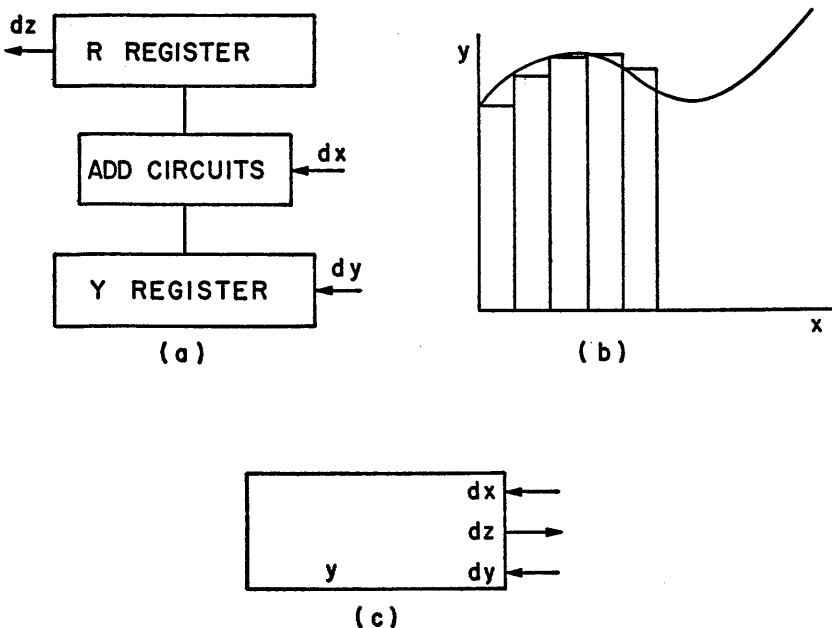 dz
R REGISTER
ADD CIRCUITS
dx
Y REGISTER
dy
(a)
y
x
(b)
dx
dz
y
dy
(c)